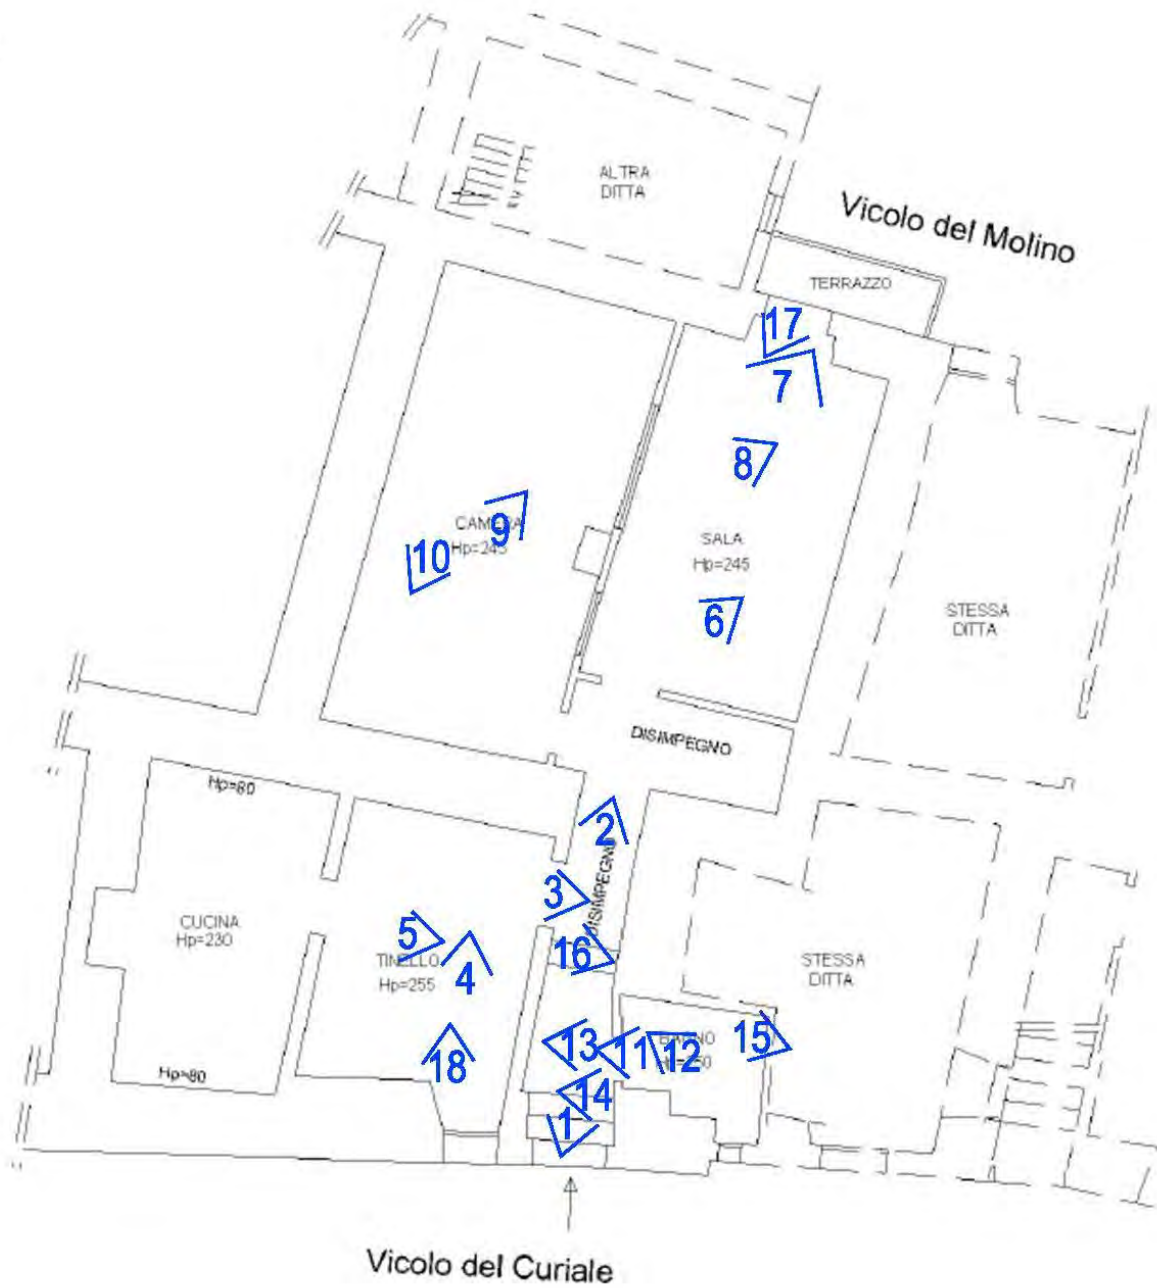 ALTRA
DITTA
Vicolo del Molino
TERRAZZO
17
7
8
CAMERA
Hp=245
9
10
SALA
Hp=245
6
STESSA
DITTA
DISIMPEGNO
Hp=80
2
DISIMPEGNO
3
CUCINA
Hp=230
5
TINELLO
Hp=255
4
16
STESSA
DITTA
18
13
11
BAGNO
12
15
14
Hp=80
1
Vicolo del Curiale